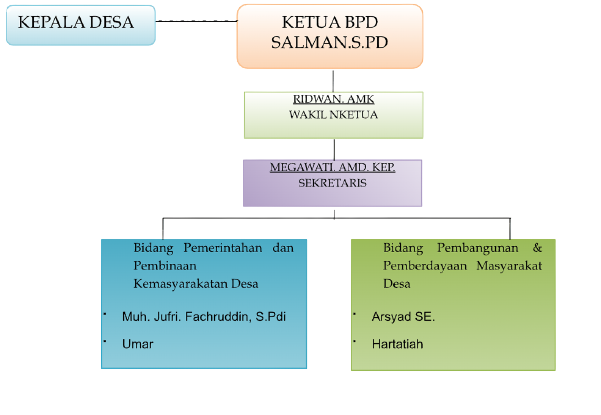 KEPALA DESA
KETUA BPD
SALMAN.S.PD
RIDWAN. AMK
WAKIL NKETUA
MEGAWATI. AMD. KEP.
SEKRETARIS
Bidang Pemerintahan dan
Pembinaan
Kemasyarakatan Desa
· Muh. Jufri. Fachruddin, S.Pdi
· Umar
Bidang Pembangunan &
Pemberdayaan Masyarakat
Desa
· Arsyad SE.
· Hartatiah